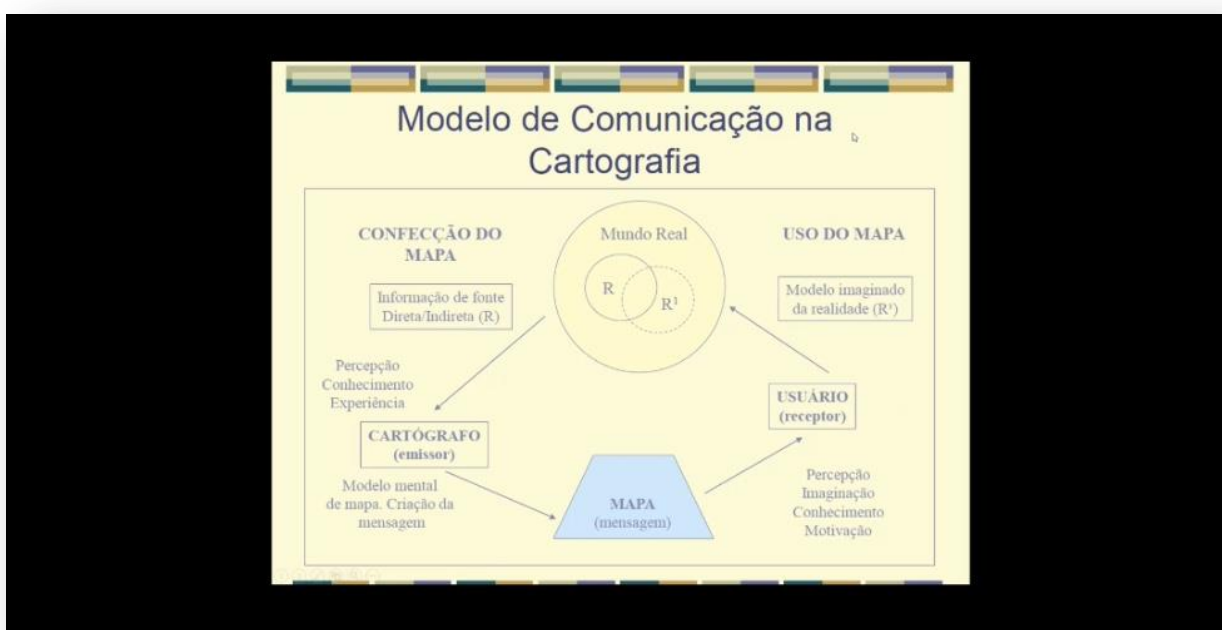 Modelo de Comunicação na
Cartografia
CONFECÇÃO DO
MAPA
Informação de fonte
Direta/Indireta (R)
Percepção
Conhecimento
Experiência
CARTÓGRAFO
(emissor)
Modelo mental
de mapa. Criação da
mensagem
Mundo Real
R
R¹
MAPA
(mensagem)
USO DO MAPA
Modelo imaginado
da realidade (R¹)
USUÁRIO
(receptor)
Percepção
Imaginação
Conhecimento
Motivação